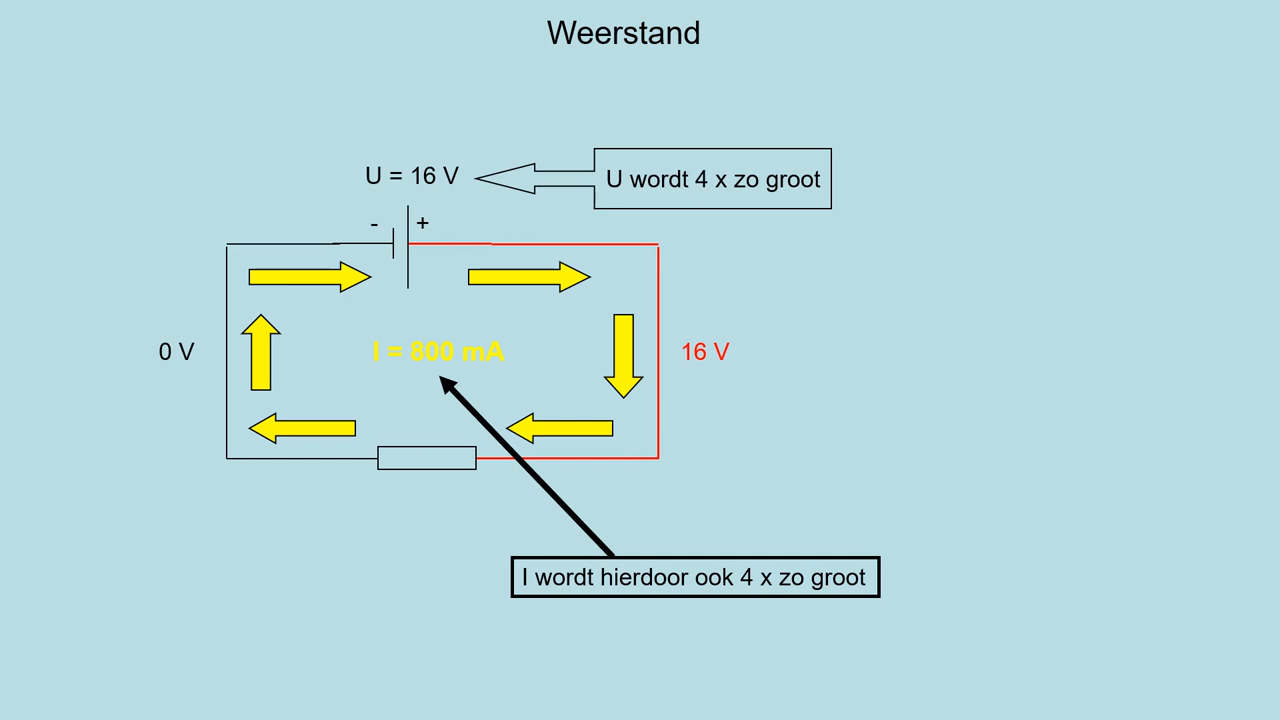 Weerstand
U = 16 V
U wordt 4 x zo groot
- +
0 V
I = 800 mA
16 V
I wordt hierdoor ook 4 x zo groot